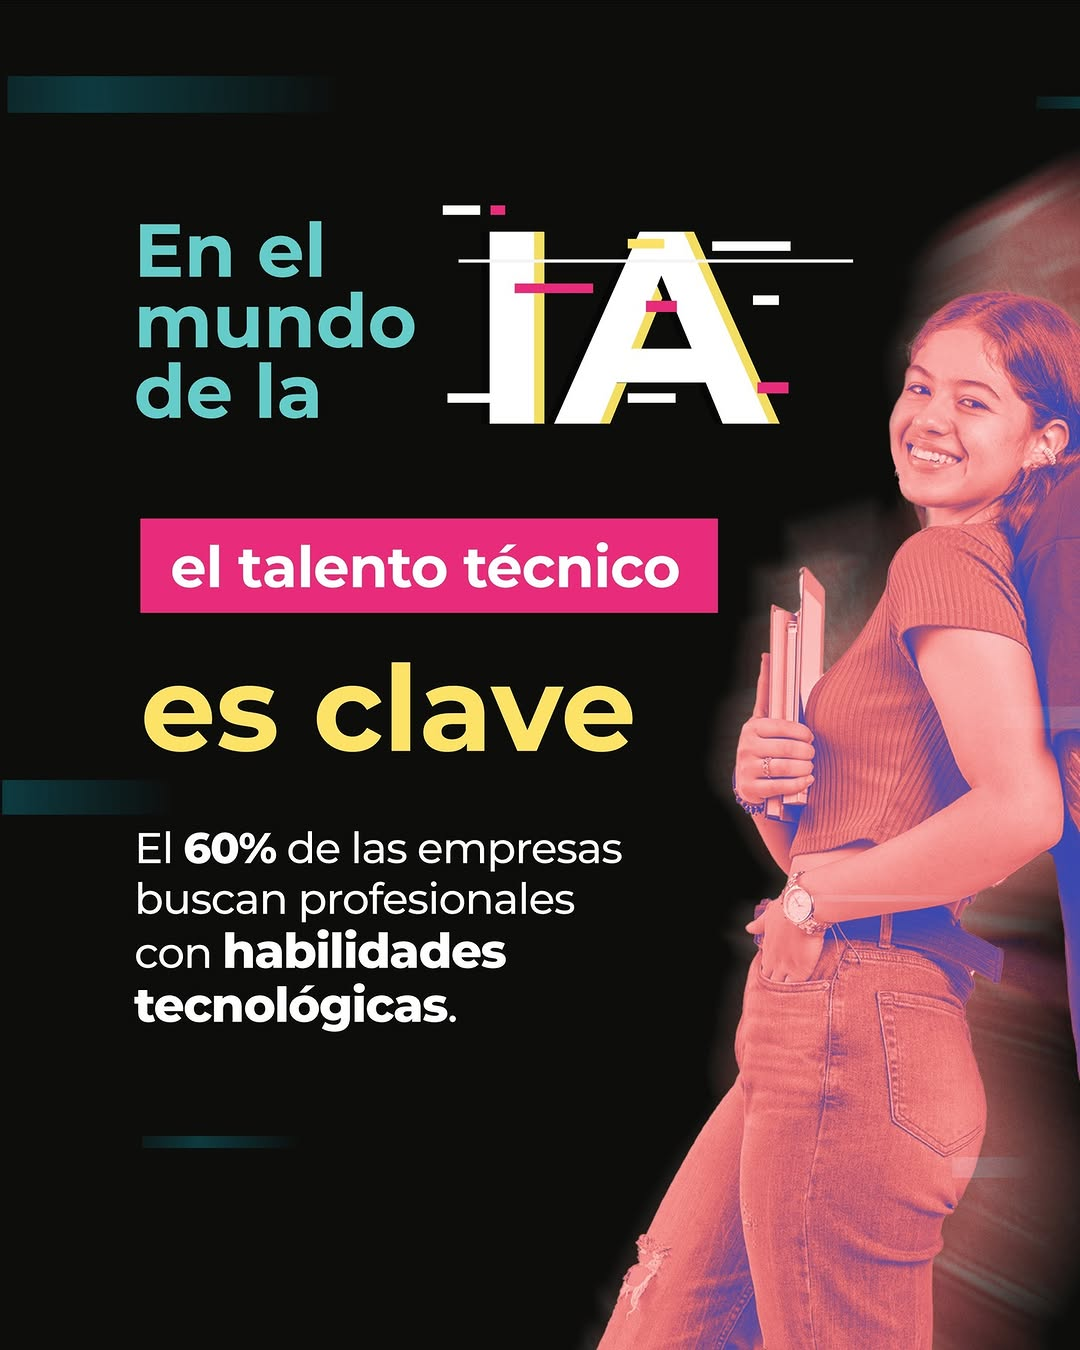 En el
mundo
de la
IA
el talento técnico
es clave
El 60% de las empresas
buscan profesionales
con habilidades
tecnológicas.